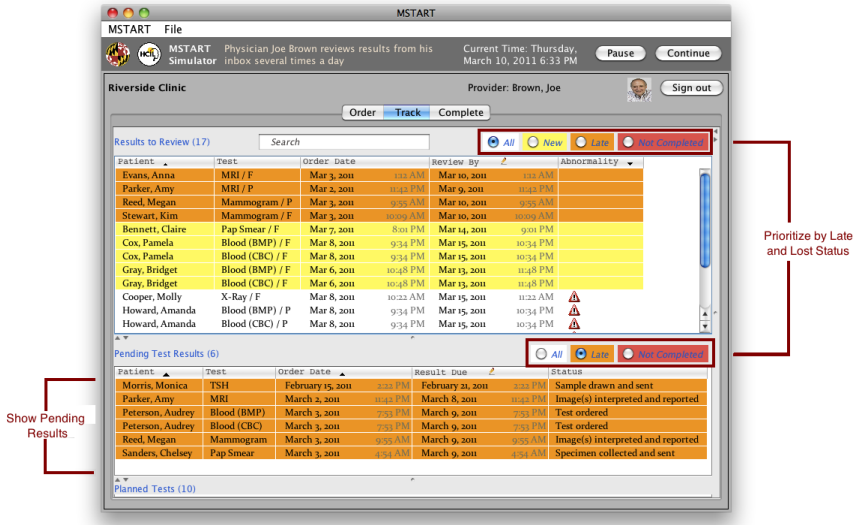 MSTART
MSTART File
MSTART Simulator Physician Joe Brown reviews results from his inbox several times a day Current Time: Thursday, March 10, 2011 6:33 PM Pause Continue
HCIL
Riverside Clinic Provider: Brown, Joe Sign out
Order Track Complete
Results to Review (17) Search All New Late Not Completed
Patient Test Order Date Review By Abnormality
Evans, Anna MRI / F Mar 3, 2011 1:12 AM Mar 10, 2011 1:12 AM
Parker, Amy MRI / P Mar 2, 2011 11:42 PM Mar 9, 2011 11:42 PM
Reed, Megan Mammogram / P Mar 3, 2011 9:55 AM Mar 10, 2011 9:55 AM
Stewart, Kim Mammogram / F Mar 3, 2011 10:09 AM Mar 10, 2011 10:09 AM
Bennett, Claire Pap Smear / F Mar 7, 2011 8:01 PM Mar 14, 2011 9:01 PM
Cox, Pamela Blood (BMP) / F Mar 8, 2011 9:34 PM Mar 15, 2011 10:34 PM
Cox, Pamela Blood (CBC) / F Mar 8, 2011 9:34 PM Mar 15, 2011 10:34 PM
Gray, Bridget Blood (BMP) / F Mar 6, 2011 10:48 PM Mar 13, 2011 11:48 PM
Gray, Bridget Blood (CBC) / F Mar 6, 2011 10:48 PM Mar 13, 2011 11:48 PM
Cooper, Molly X-Ray / F Mar 8, 2011 10:22 AM Mar 15, 2011 11:22 AM
Howard, Amanda Blood (BMP) / P Mar 8, 2011 9:34 PM Mar 15, 2011 10:34 PM
Howard, Amanda Blood (CBC) / P Mar 8, 2011 9:34 PM Mar 15, 2011 10:34 PM
Prioritize by Late
and Lost Status
Pending Test Results (6) All Late Not Completed
Patient Test Order Date Result Due Status
Morris, Monica TSH February 15, 2011 2:22 PM February 21, 2011 2:22 PM Sample drawn and sent
Parker, Amy MRI March 2, 2011 11:42 PM March 8, 2011 11:42 PM Image(s) interpreted and reported
Peterson, Audrey Blood (BMP) March 3, 2011 7:53 PM March 9, 2011 7:53 PM Test ordered
Peterson, Audrey Blood (CBC) March 3, 2011 7:53 PM March 9, 2011 7:53 PM Test ordered
Reed, Megan Mammogram March 3, 2011 9:55 AM March 9, 2011 9:55 AM Image(s) interpreted and reported
Sanders, Chelsey Pap Smear March 3, 2011 4:54 AM March 9, 2011 4:54 AM Specimen collected and sent
Show Pending
Results
Planned Tests (10)